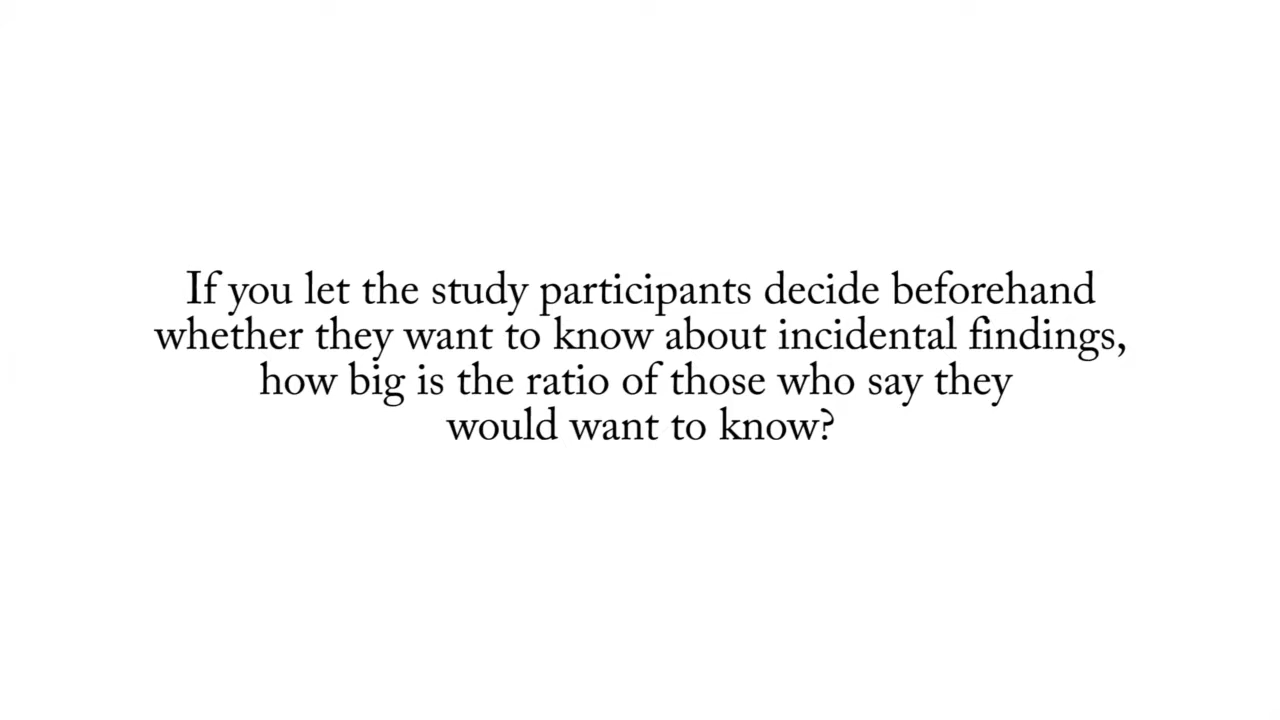 If you let the study participants decide beforehand
whether they want to know about incidental findings,
how big is the ratio of those who say they
would want to know?